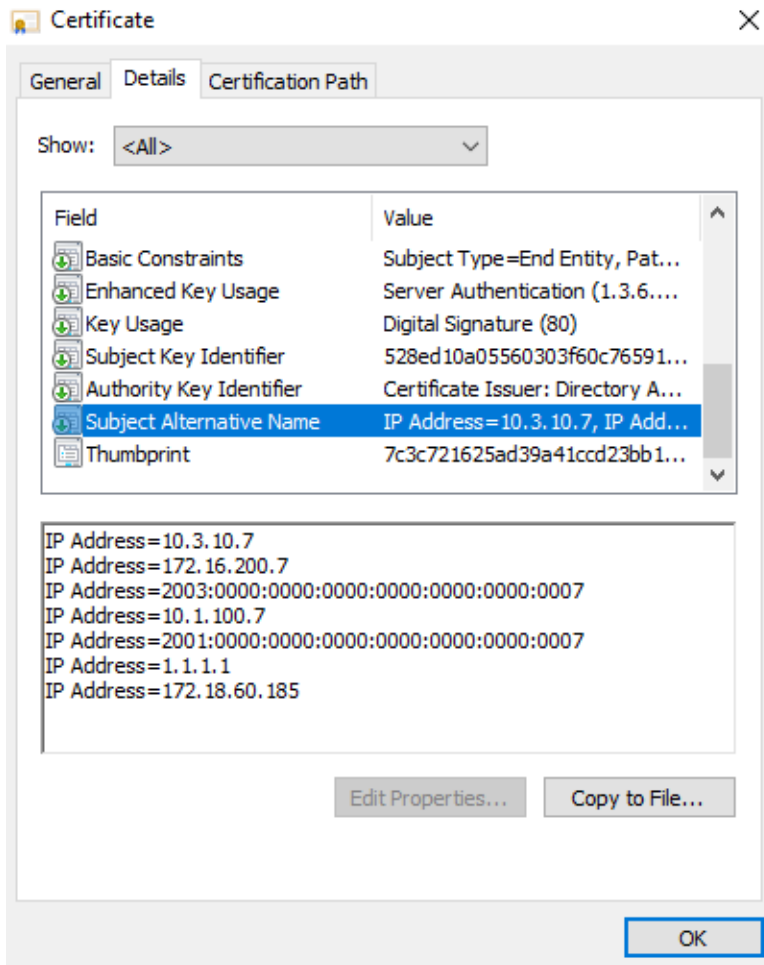 Certificate
General Details Certification Path
Show: <All>
Field Value
Basic Constraints Subject Type=End Entity, Pat...
Enhanced Key Usage Server Authentication (1.3.6....
Key Usage Digital Signature (80)
Subject Key Identifier 528ed10a05560303f60c76591...
Authority Key Identifier Certificate Issuer: Directory A...
Subject Alternative Name IP Address=10.3.10.7, IP Add...
Thumbprint 7c3c721625ad39a41ccd23bb1...
IP Address=10.3.10.7
IP Address=172.16.200.7
IP Address=2003:0000:0000:0000:0000:0000:0000:0007
IP Address=10.1.100.7
IP Address=2001:0000:0000:0000:0000:0000:0000:0007
IP Address=1.1.1.1
IP Address=172.18.60.185
Edit Properties... Copy to File...
OK